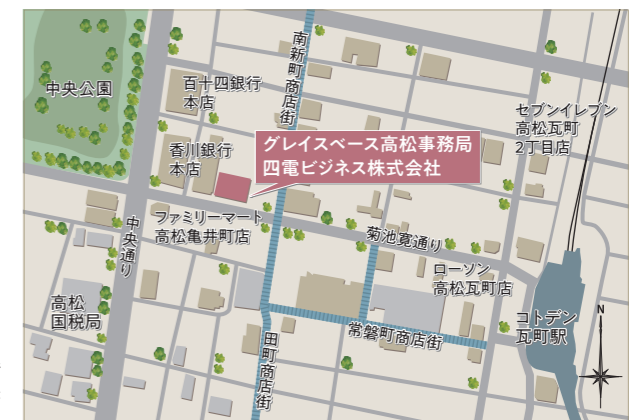 中央公園
百十四銀行
本店
南新町商店街
セブンイレブン
高松瓦町
2丁目店
グレイスベース高松事務局
四電ビジネス株式会社
香川銀行
本店
ファミリーマート
高松亀井町店
中央通り
菊池寛通り
ローソン
高松瓦町店
高松
国税局
田町商店街
常磐町商店街
コトデン
瓦町駅
N